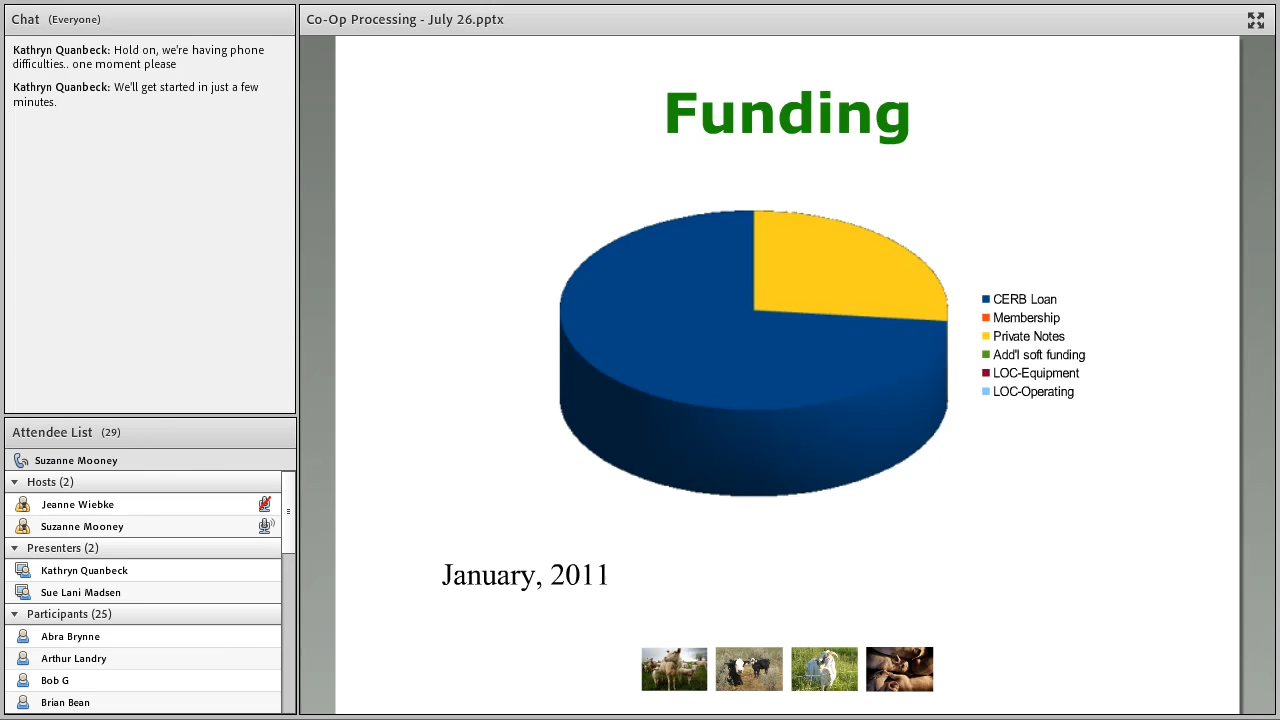 Chat (Everyone)
Kathryn Quanbeck: Hold on, we're having phone
difficulties.. one moment please
Kathryn Quanbeck: We'll get started in just a few
minutes.
Attendee List (29)
Suzanne Mooney
Hosts (2)
Jeanne Wiebke
Suzanne Mooney
Presenters (2)
Kathryn Quanbeck
Sue Lani Madsen
Participants (25)
Abra Brynne
Arthur Landry
Bob G
Brian Bean
Co-Op Processing - July 26.pptx
Funding
CERB Loan
Membership
Private Notes
Add'l soft funding
LOC-Equipment
LOC-Operating
January, 2011